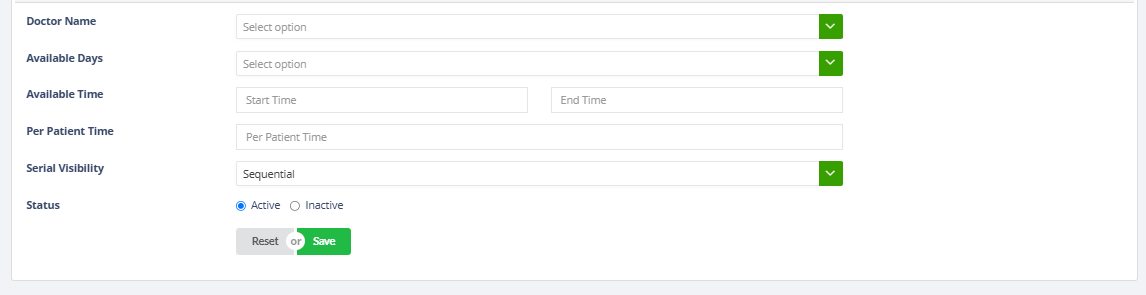 Doctor Name
Select option
Available Days
Select option
Available Time
Start Time End Time
Per Patient Time
Per Patient Time
Serial Visibility
Sequential
Status
Active Inactive
Reset or Save